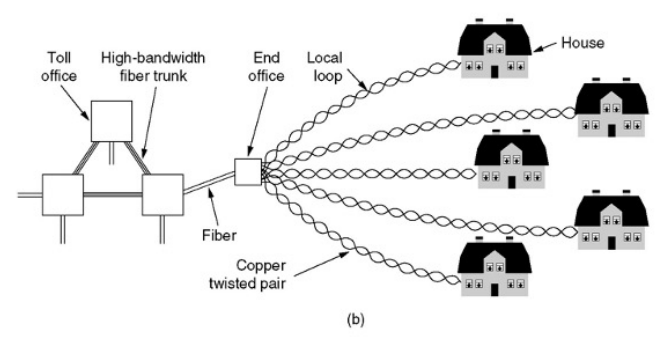 Toll
office
High-bandwidth
fiber trunk
End
office
Local
loop
House
Fiber
Copper
twisted pair
(b)